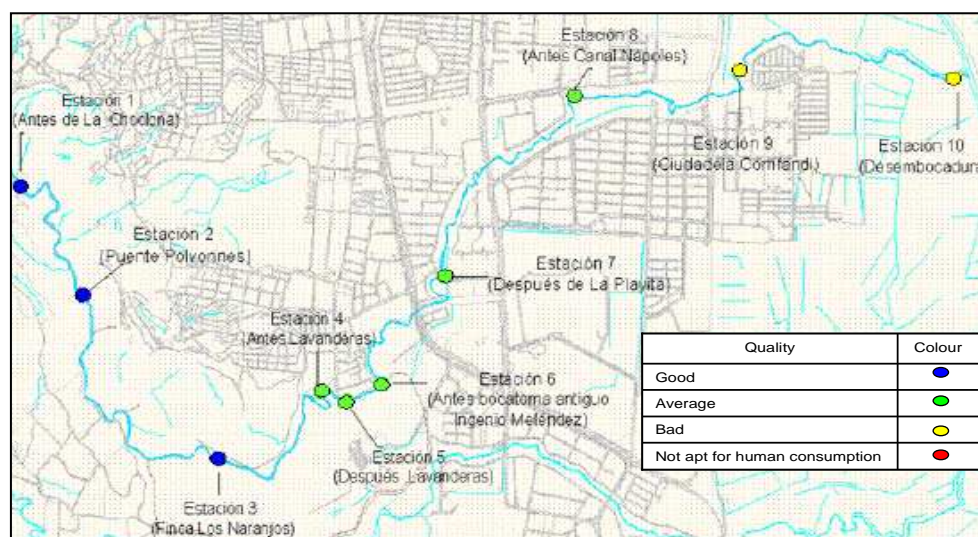 Estación 8
(Antes Canal Nápoles)
Estación 1
(Antes de La Choclona)
Estación 9
(Ciudadela Comfandi)
Estación 10
(Desembocadura
Estación 2
(Puente Polvorines)
Estación 7
(Después de La Playita)
Estación 4
(Antes Lavanderas)
Estación 6
(Antes bocatoma antiguo
Ingenio Meléndez)
Estación 5
(Después Lavanderas)
Estación 3
(Finca Los Naranjos)
Quality Colour
Good
Average
Bad
Not apt for human consumption